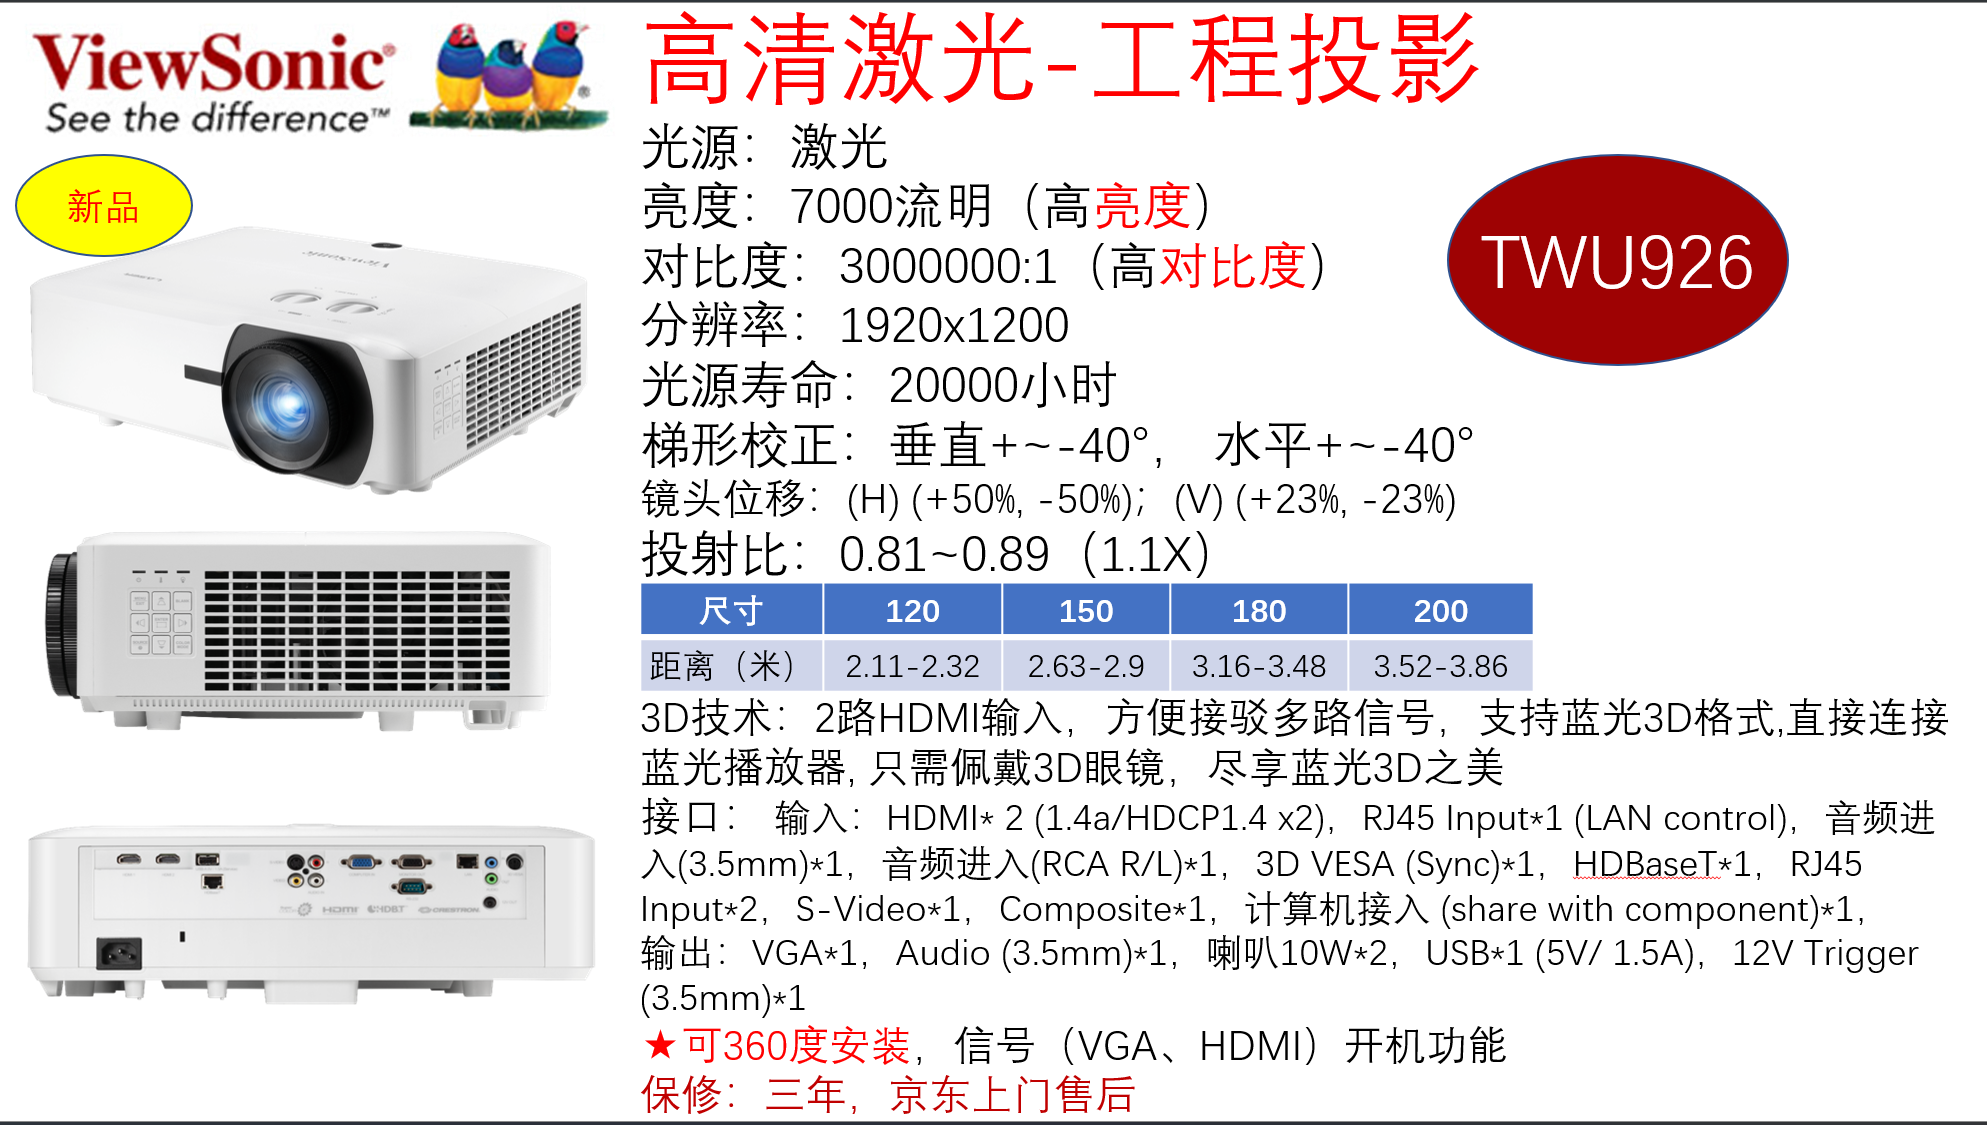 ViewSonic®
See the difference™
®
新品
高清激光-工程投影
光源：激光
亮度：7000流明（高亮度）
TWU926
对比度：3000000:1（高对比度）
分辨率：1920x1200
光源寿命：20000小时
梯形校正：垂直+~-40°， 水平+~-40°
镜头位移：(H) (+50%, -50%)；(V) (+23%, -23%)
投射比：0.81~0.89（1.1X）
尺寸 120 150 180 200
距离（米） 2.11-2.32 2.63-2.9 3.16-3.48 3.52-3.86
3D技术：2路HDMI输入，方便接驳多路信号，支持蓝光3D格式,直接连接
蓝光播放器, 只需佩戴3D眼镜，尽享蓝光3D之美
接口： 输入：HDMI* 2 (1.4a/HDCP1.4 x2)，RJ45 Input*1 (LAN control)，音频进
入(3.5mm)*1，音频进入(RCA R/L)*1，3D VESA (Sync)*1，HDBaseT*1，RJ45
Input*2，S-Video*1，Composite*1，计算机接入 (share with component)*1，
输出：VGA*1，Audio (3.5mm)*1，喇叭10W*2，USB*1 (5V/ 1.5A)，12V Trigger
(3.5mm)*1
★可360度安装，信号（VGA、HDMI）开机功能
保修：三年，京东上门售后
ViewSonic
HDMI
HDBT
CRESTRON